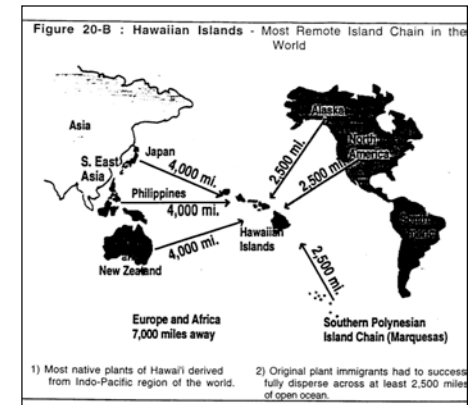 Figure 20-B : Hawaiian Islands - Most Remote Island Chain in the
World
Asia
Alaska
North
America
S. East
Asia
Japan
4,000 mi.
2,500 mi.
2,500 mi.
Philippines
4,000 mi.
Hawaiian
Islands
4,000 mi.
New Zealand
2,500 mi.
South
Europe and Africa
7,000 miles away
Southern Polynesian
Island Chain (Marquesas)
1) Most native plants of Hawai'i derived
from Indo-Pacific region of the world.
2) Original plant immigrants had to success
fully disperse across at least 2,500 miles
of open ocean.